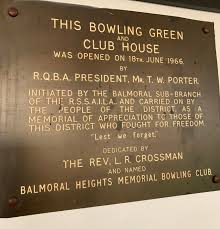 THIS BOWLING GREEN
AND
CLUB HOUSE
WAS OPENED ON 18TH. JUNE 1966.
BY
R.Q.B.A. PRESIDENT, MR. T.W. PORTER.
INITIATED BY THE BALMORAL SUB-BRANCH
OF THE R.S.S.A.I.L.A. AND CARRIED ON BY
THE PEOPLE OF THE DISTRICT AS A
MEMORIAL OF APPRECIATION TO THOSE OF
THIS DISTRICT WHO FOUGHT FOR FREEDOM.
"Lest we forget"
DEDICATED BY
THE REV. L.R. CROSSMAN
AND NAMED
BALMORAL HEIGHTS MEMORIAL BOWLING CLUB.